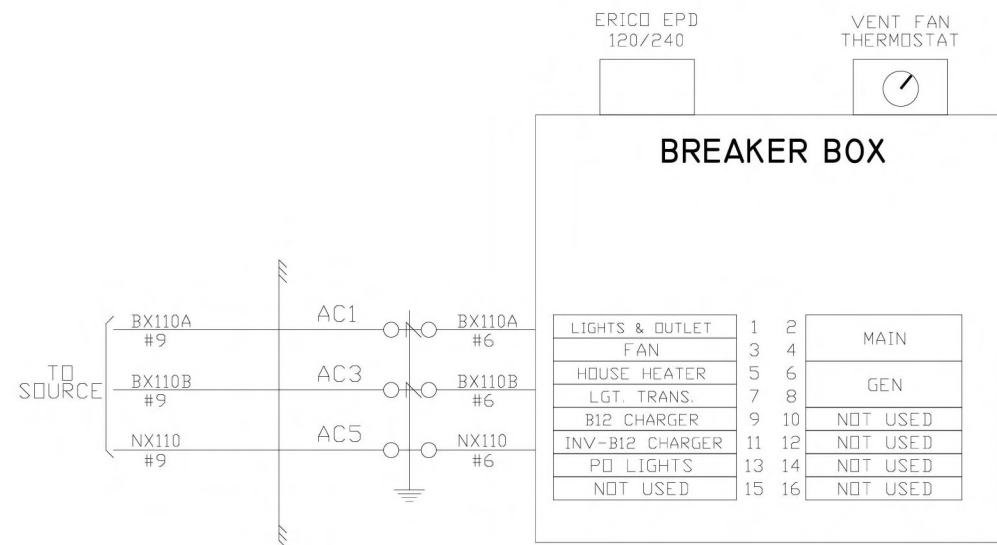 ERICO EPD
120/240
VENT FAN
THERMOSTAT
BREAKER BOX
TO
SOURCE
BX110A
#9
AC1
BX110A
#6
BX110B
#9
AC3
BX110B
#6
NX110
#9
AC5
NX110
#6
LIGHTS & OUTLET 1 2 MAIN
FAN 3 4
HOUSE HEATER 5 6 GEN
LGT. TRANS. 7 8
B12 CHARGER 9 10 NOT USED
INV-B12 CHARGER 11 12 NOT USED
PO LIGHTS 13 14 NOT USED
NOT USED 15 16 NOT USED